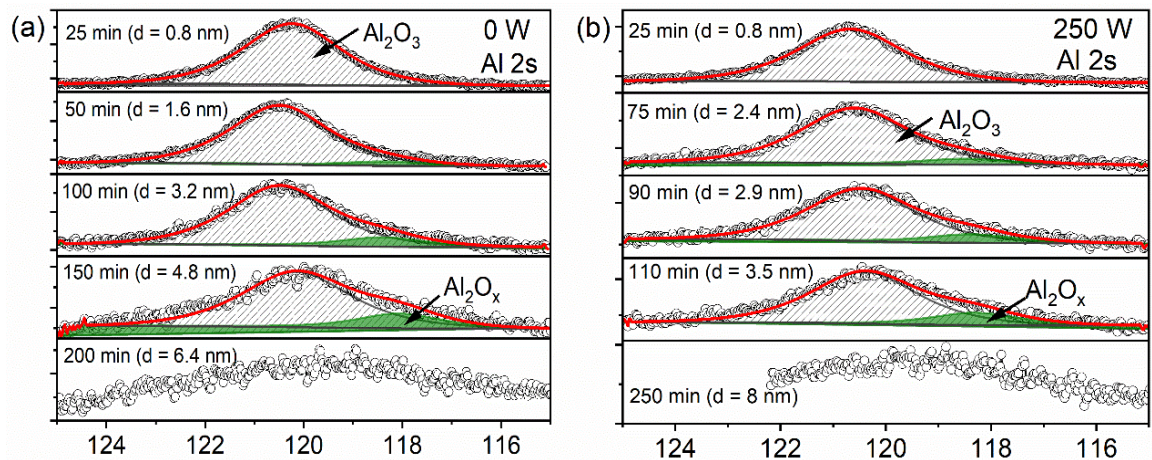 (a)
25 min (d = 0.8 nm)
Al₂O₃
0 W
Al 2s
50 min (d = 1.6 nm)
100 min (d = 3.2 nm)
150 min (d = 4.8 nm)
Al₂Oₓ
200 min (d = 6.4 nm)
124 122 120 118 116
(b)
25 min (d = 0.8 nm)
250 W
Al 2s
75 min (d = 2.4 nm)
Al₂O₃
90 min (d = 2.9 nm)
110 min (d = 3.5 nm)
Al₂Oₓ
250 min (d = 8 nm)
124 122 120 118 116